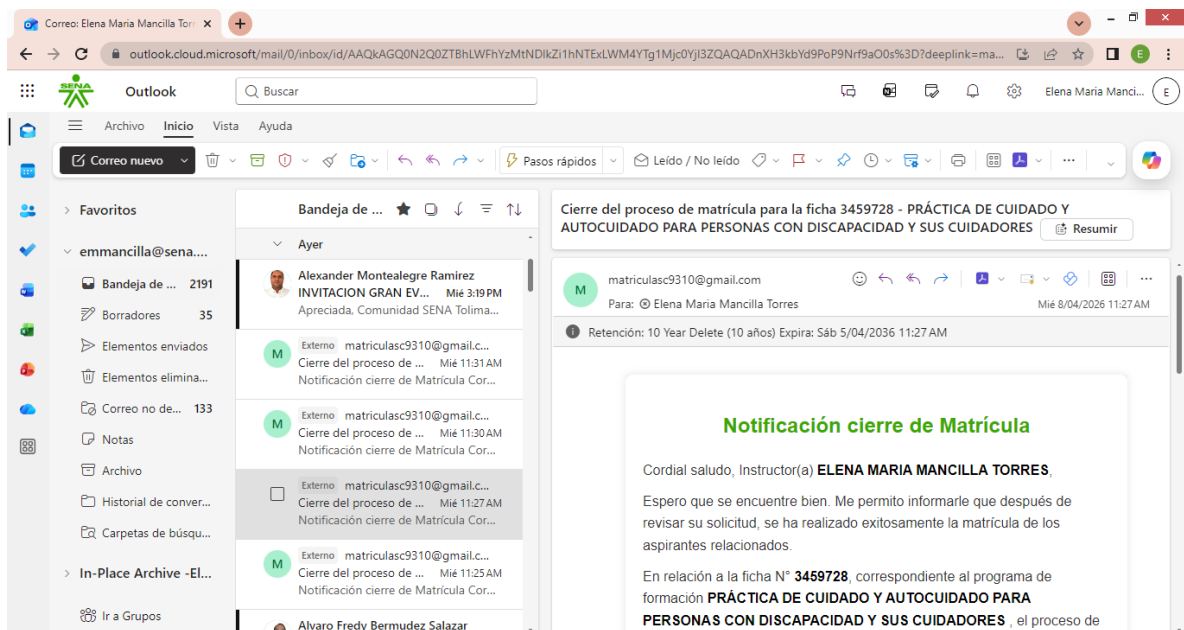 Correo: Elena Maria Mancilla Torr
outlook.cloud.microsoft/mail/0/inbox/id/AAQkAGQ0N2Q0ZTBhLWFhYzMtNDlkZi1hNTExLWM4YTg1Mjc0Yjl3ZQAQADnXH3kbYd9PoP9Nrf9aO0s%3D?deeplink=ma...
E
SENA
Outlook
Buscar
Elena Maria Manci...
E
Archivo Inicio Vista Ayuda
Correo nuevo
Pasos rápidos
Leído / No leído
Favoritos
emmancilla@sena....
Bandeja de ... 2191
Borradores 35
Elementos enviados
Elementos elimina...
Correo no de... 133
Notas
Archivo
Historial de conver...
Carpetas de búsqu...
In-Place Archive -El...
Ir a Grupos
Bandeja de ...
Ayer
Alexander Montealegre Ramirez
INVITACION GRAN EV... Mié 3:19 PM
Apreciada, Comunidad SENA Tolima...
M
Externo matriculasc9310@gmail.c...
Cierre del proceso de ... Mié 11:31 AM
Notificación cierre de Matrícula Cor...
M
Externo matriculasc9310@gmail.c...
Cierre del proceso de ... Mié 11:30 AM
Notificación cierre de Matrícula Cor...
Externo matriculasc9310@gmail.c...
Cierre del proceso de ... Mié 11:27 AM
Notificación cierre de Matrícula Cor...
M
Externo matriculasc9310@gmail.c...
Cierre del proceso de ... Mié 11:25 AM
Notificación cierre de Matrícula Cor...
Alvaro Fredy Bermudez Salazar
Cierre del proceso de matrícula para la ficha 3459728 - PRÁCTICA DE CUIDADO Y
AUTOCUIDADO PARA PERSONAS CON DISCAPACIDAD Y SUS CUIDADORES
Resumir
M
matriculasc9310@gmail.com
Para: Elena Maria Mancilla Torres
Mié 8/04/2026 11:27 AM
Retención: 10 Year Delete (10 años) Expira: Sáb 5/04/2036 11:27 AM
Notificación cierre de Matrícula
Cordial saludo, Instructor(a) ELENA MARIA MANCILLA TORRES,
Espero que se encuentre bien. Me permito informarle que después de
revisar su solicitud, se ha realizado exitosamente la matrícula de los
aspirantes relacionados.
En relación a la ficha N° 3459728, correspondiente al programa de
formación PRÁCTICA DE CUIDADO Y AUTOCUIDADO PARA
PERSONAS CON DISCAPACIDAD Y SUS CUIDADORES , el proceso de